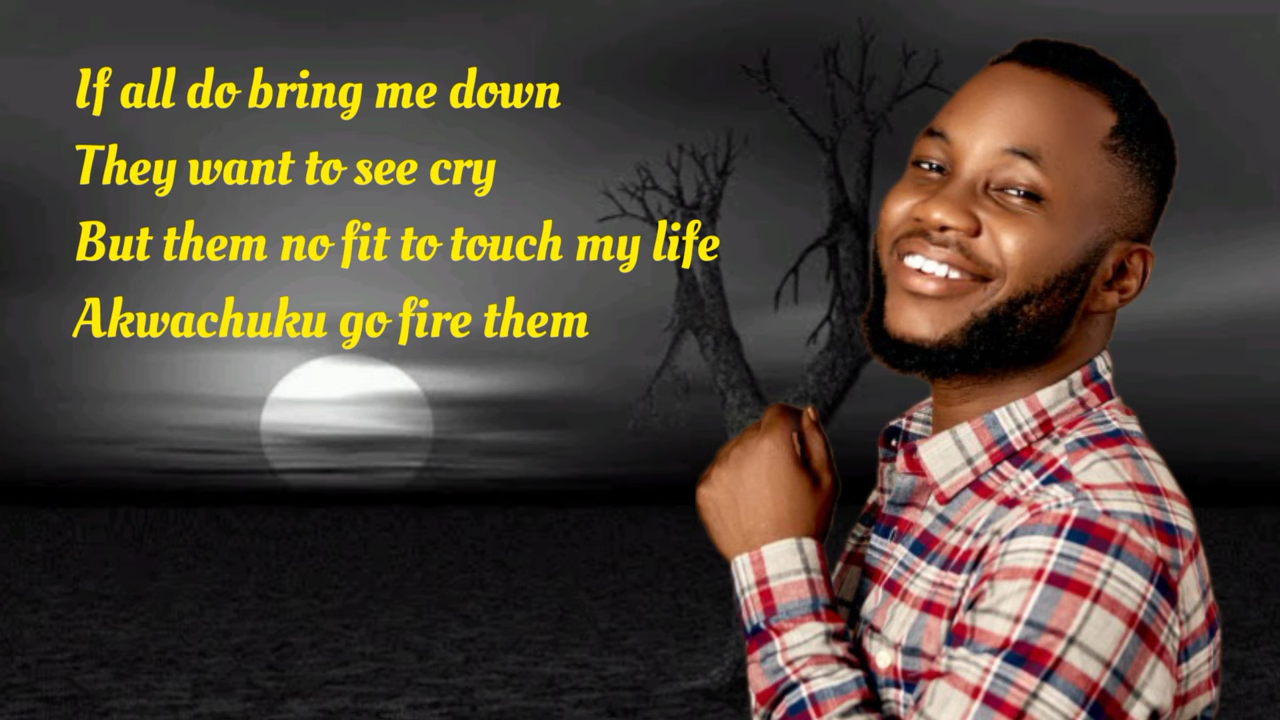 If all do bring me down
They want to see cry
But them no fit to touch my life
Akwachuku go fire them